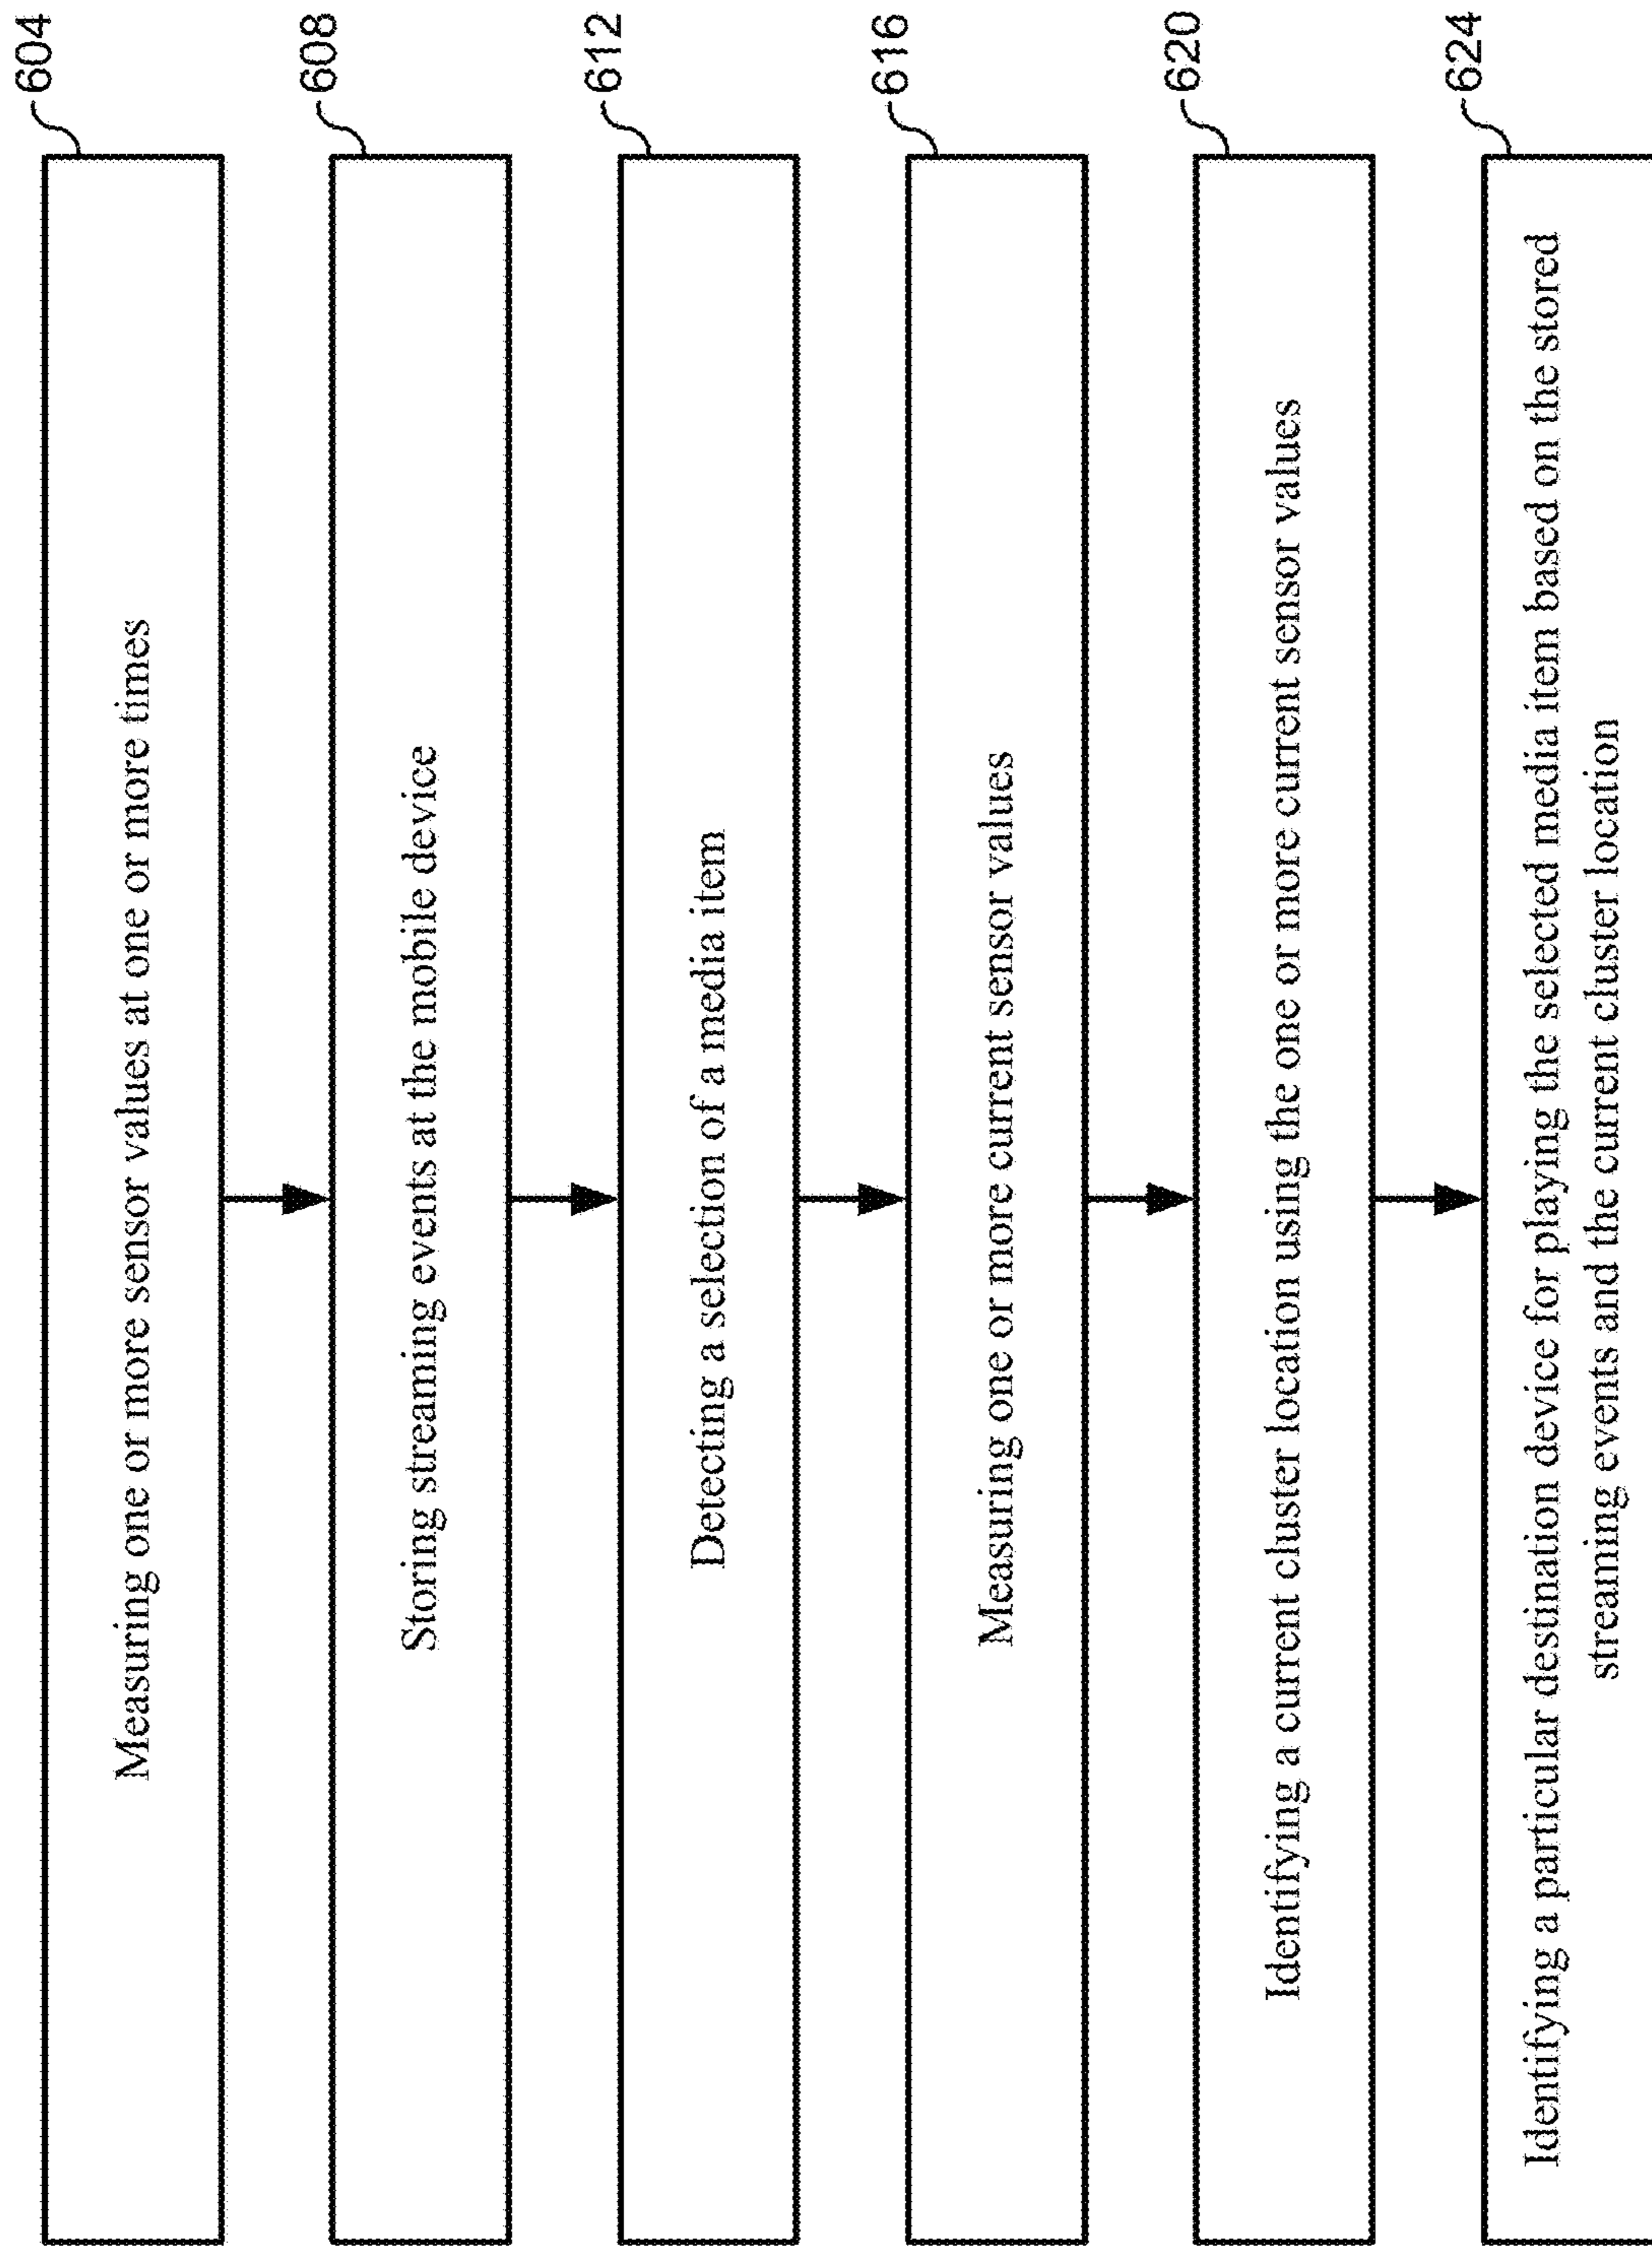 604
Measuring one or more sensor values at one or more times
608
Storing streaming events at the mobile device
612
Detecting a selection of a media item
616
Measuring one or more current sensor values
620
Identifying a current cluster location using the one or more current sensor values
624
Identifying a particular destination device for playing the selected media item based on the stored
streaming events and the current cluster location